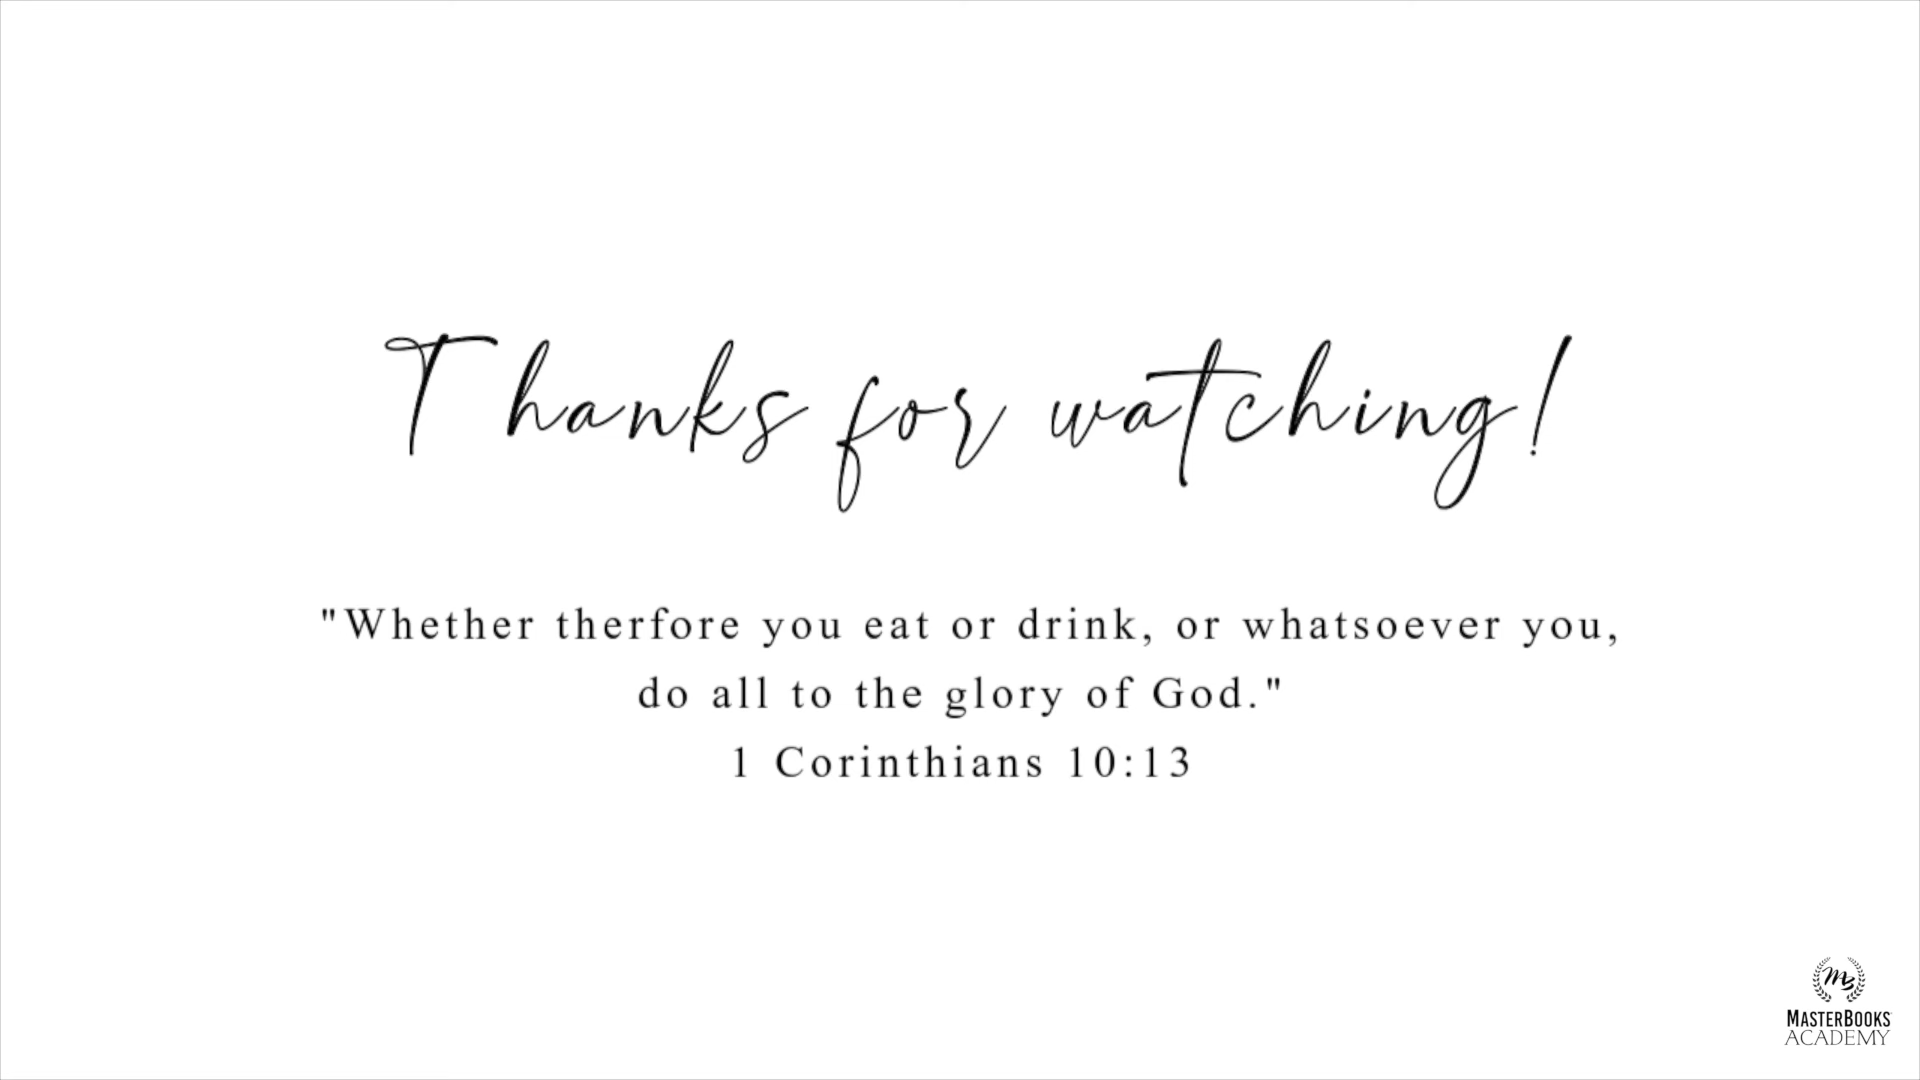 Thanks for watching!
"Whether therfore you eat or drink, or whatsoever you,
do all to the glory of God."
1 Corinthians 10:13
MB
MASTERBOOKS
ACADEMY